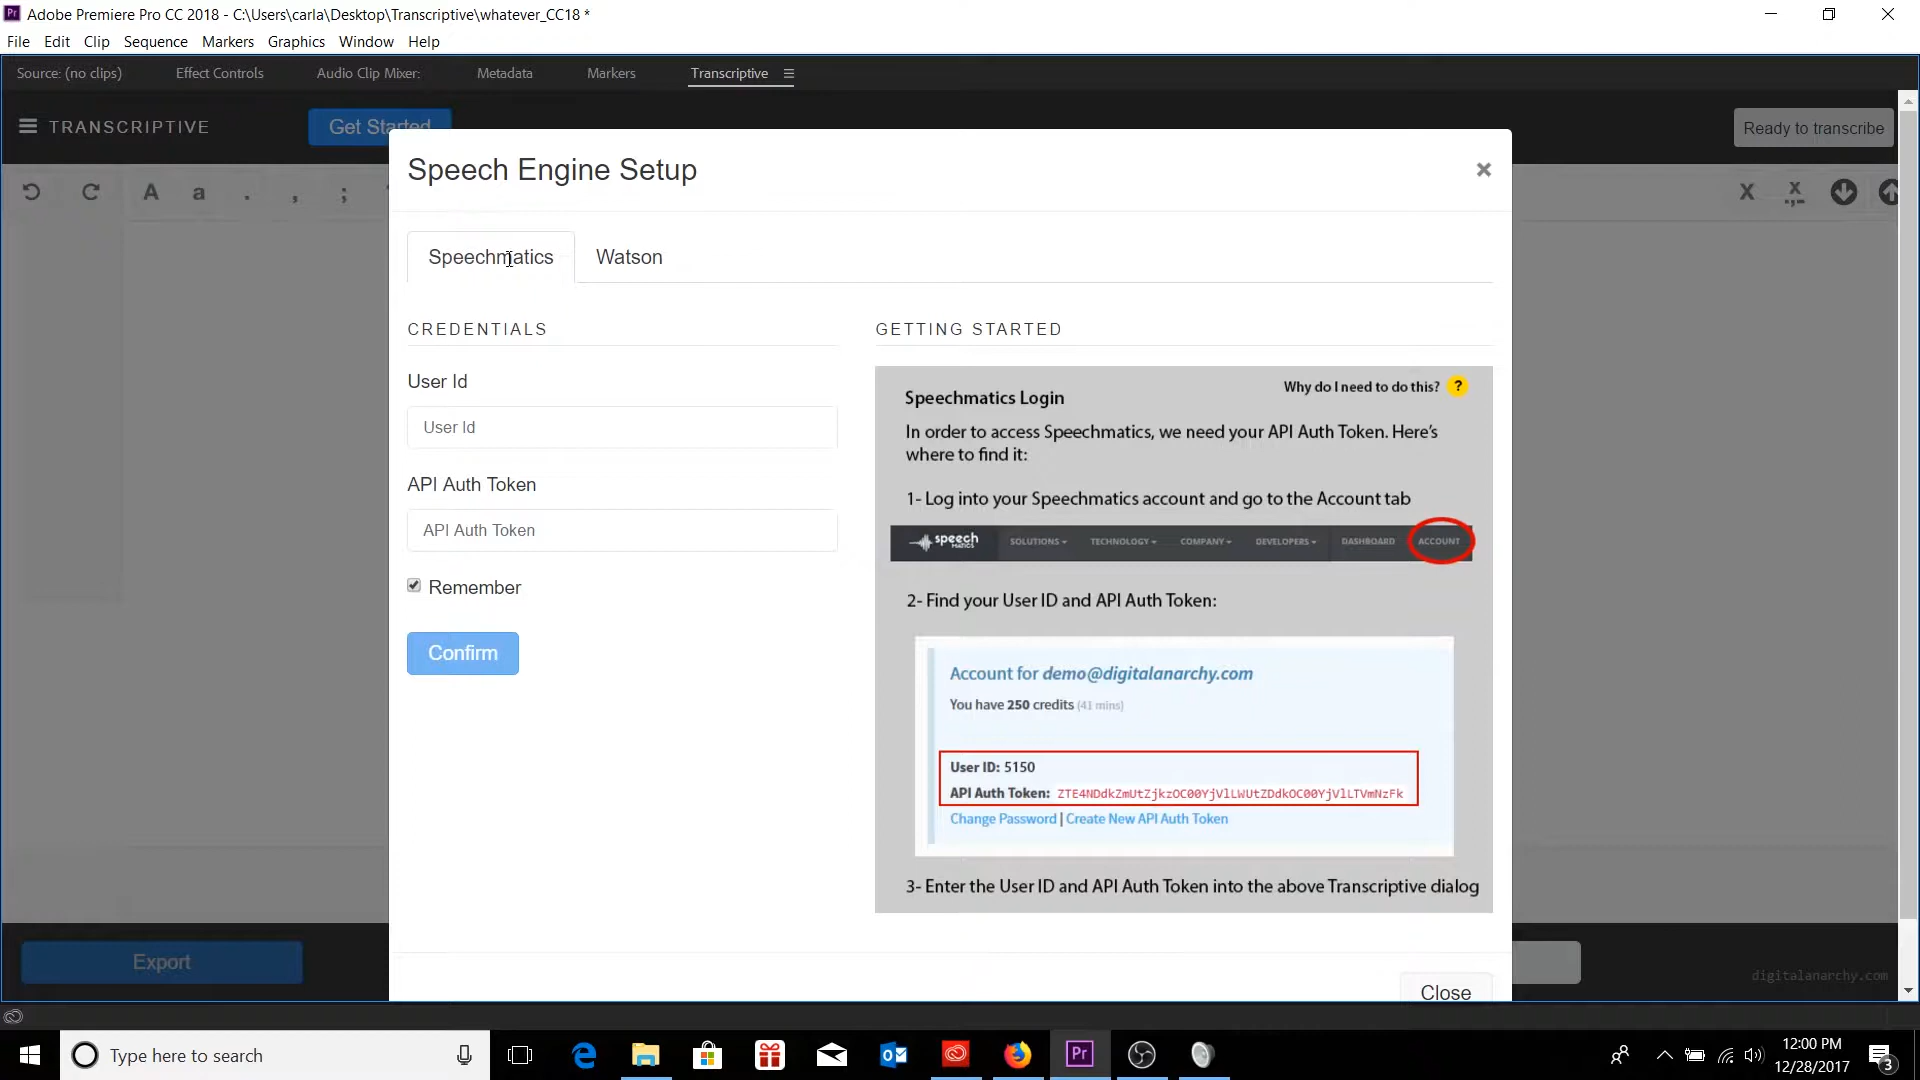 Adobe Premiere Pro CC 2018 - C:\Users\carla\Desktop\Transcriptive\whatever_CC18 *
File Edit Clip Sequence Markers Graphics Window Help
Source: (no clips) Effect Controls Audio Clip Mixer: Metadata Markers Transcriptive
TRANSCRIPTIVE Get Started Ready to transcribe
A a . , ; X X
Speech Engine Setup
Speechmatics Watson
CREDENTIALS
User Id
User Id
API Auth Token
API Auth Token
Remember
Confirm
GETTING STARTED
Why do I need to do this? ?
Speechmatics Login
In order to access Speechmatics, we need your API Auth Token. Here's
where to find it:
1- Log into your Speechmatics account and go to the Account tab
speech MATICS SOLUTIONS TECHNOLOGY COMPANY DEVELOPERS DASHBOARD ACCOUNT
2- Find your User ID and API Auth Token:
Account for demo@digitalanarchy.com
You have 250 credits (41 mins)
User ID: 5150
API Auth Token: ZTE4NDdkZmUtZjkzOC00YjVlLWUtZDdkOC00YjVlLTVmNzFk
Change Password | Create New API Auth Token
3- Enter the User ID and API Auth Token into the above Transcriptive dialog
Export
digitalanarchy.com
Close
Type here to search
12:00 PM
12/28/2017
3